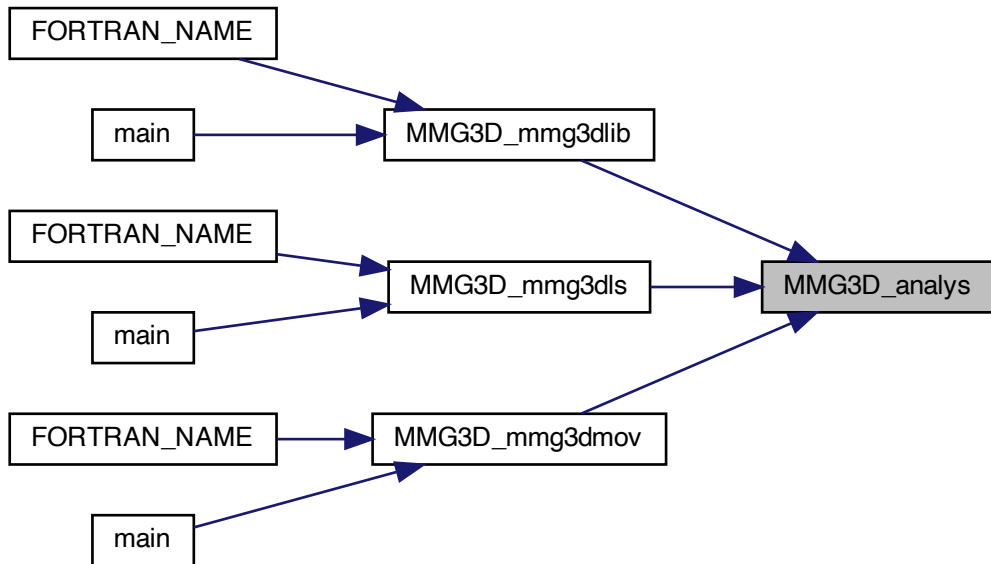 FORTRAN_NAME
main
MMG3D_mmg3dlib
FORTRAN_NAME
main
MMG3D_mmg3dls
MMG3D_analys
FORTRAN_NAME
main
MMG3D_mmg3dmov